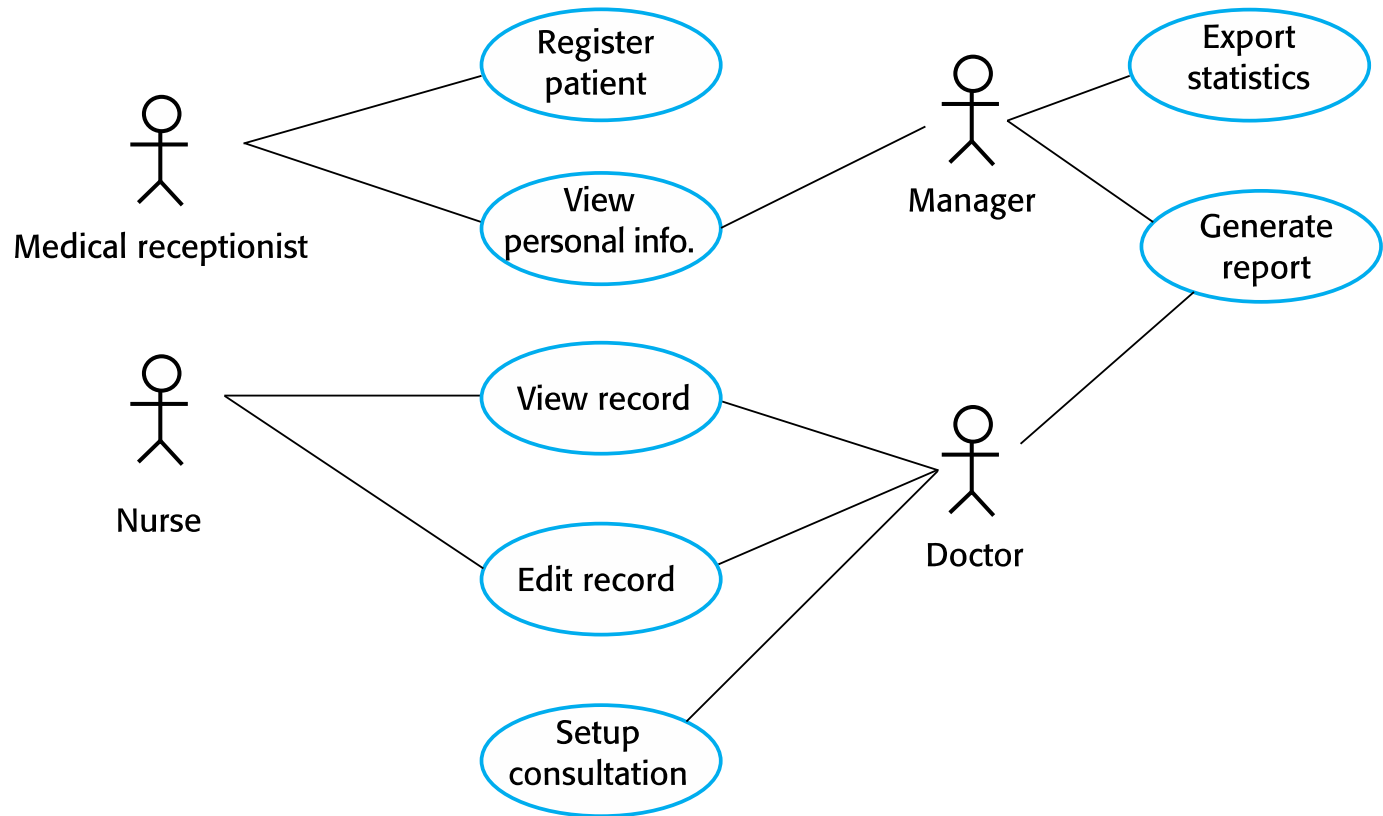 Register
patient
Export
statistics
Medical receptionist
View
personal info.
Manager
Generate
report
Nurse
View record
Edit record
Doctor
Setup
consultation